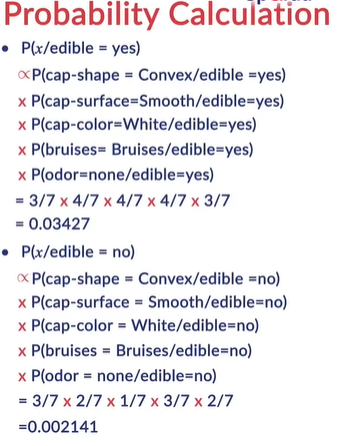 Probability Calculation
• P(x/edible = yes)
∝P(cap-shape = Convex/edible =yes)
x P(cap-surface=Smooth/edible=yes)
x P(cap-color=White/edible=yes)
x P(bruises= Bruises/edible=yes)
x P(odor=none/edible=yes)
= 3/7 x 4/7 x 4/7 x 4/7 x 3/7
= 0.03427
• P(x/edible = no)
∝ P(cap-shape = Convex/edible =no)
x P(cap-surface = Smooth/edible=no)
x P(cap-color = White/edible=no)
x P(bruises = Bruises/edible=no)
x P(odor = none/edible=no)
= 3/7 x 2/7 x 1/7 x 3/7 x 2/7
=0.002141